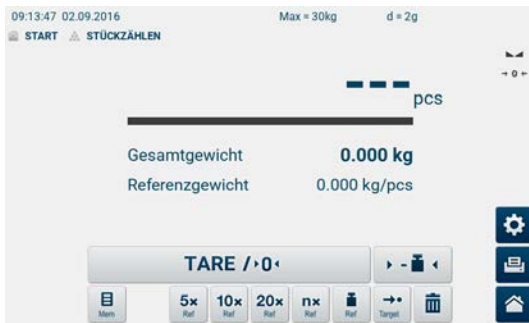 09:13:47 02.09.2016 Max = 30kg d = 2g
START STÜCKZÄHLEN
→ 0 ←
--- pcs
Gesamtgewicht 0.000 kg
Referenzgewicht 0.000 kg/pcs
TARE / ▸0◂
Mem 5x Ref 10x Ref 20x Ref nx Ref Ref Target